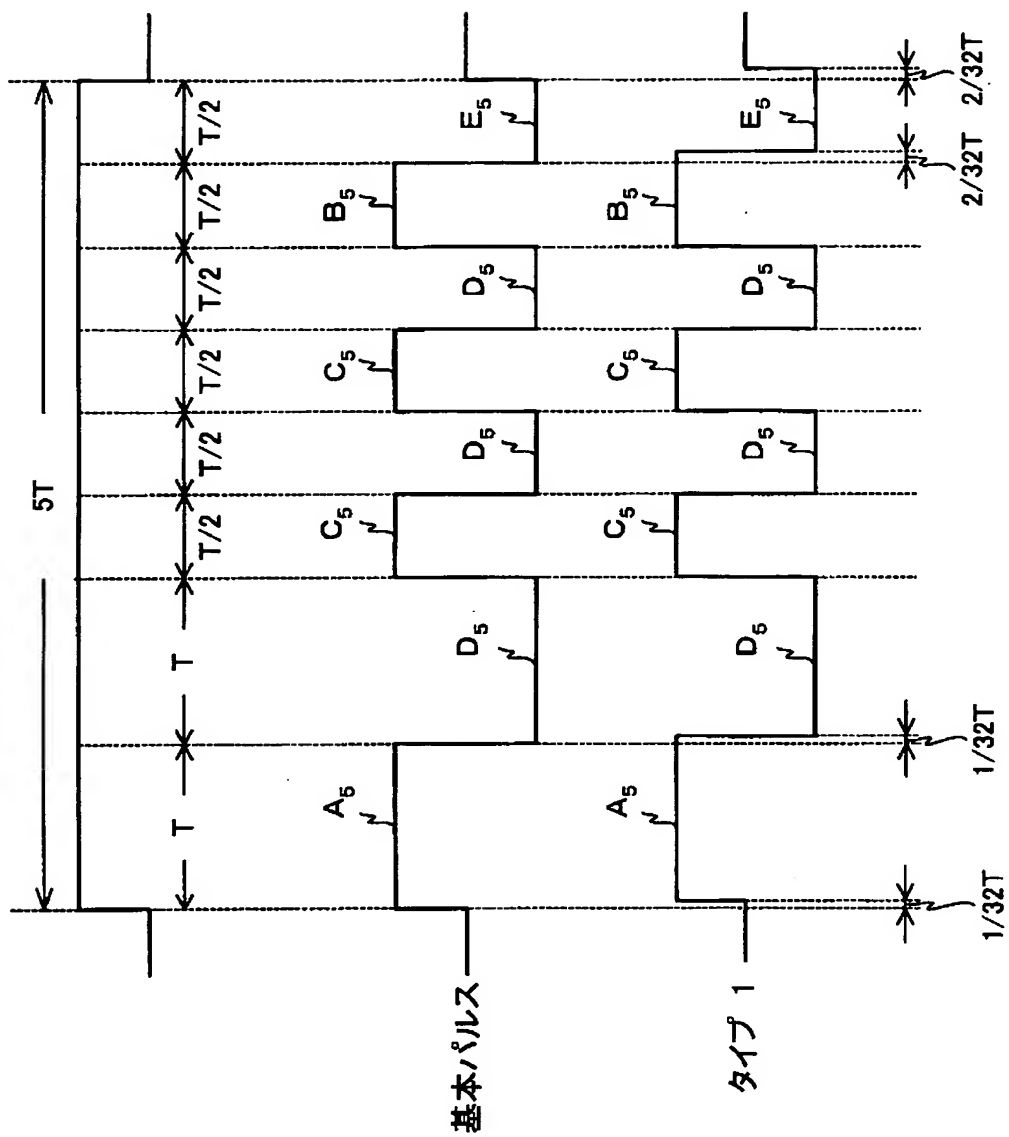 5T
T T T/2 T/2 T/2 T/2 T/2 T/2
基本パルス
A₅ D₅ C₅ D₅ C₅ D₅ B₅ E₅
タイプ 1
A₅ D₅ C₅ D₅ C₅ D₅ B₅ E₅
1/32T 1/32T 2/32T 2/32T